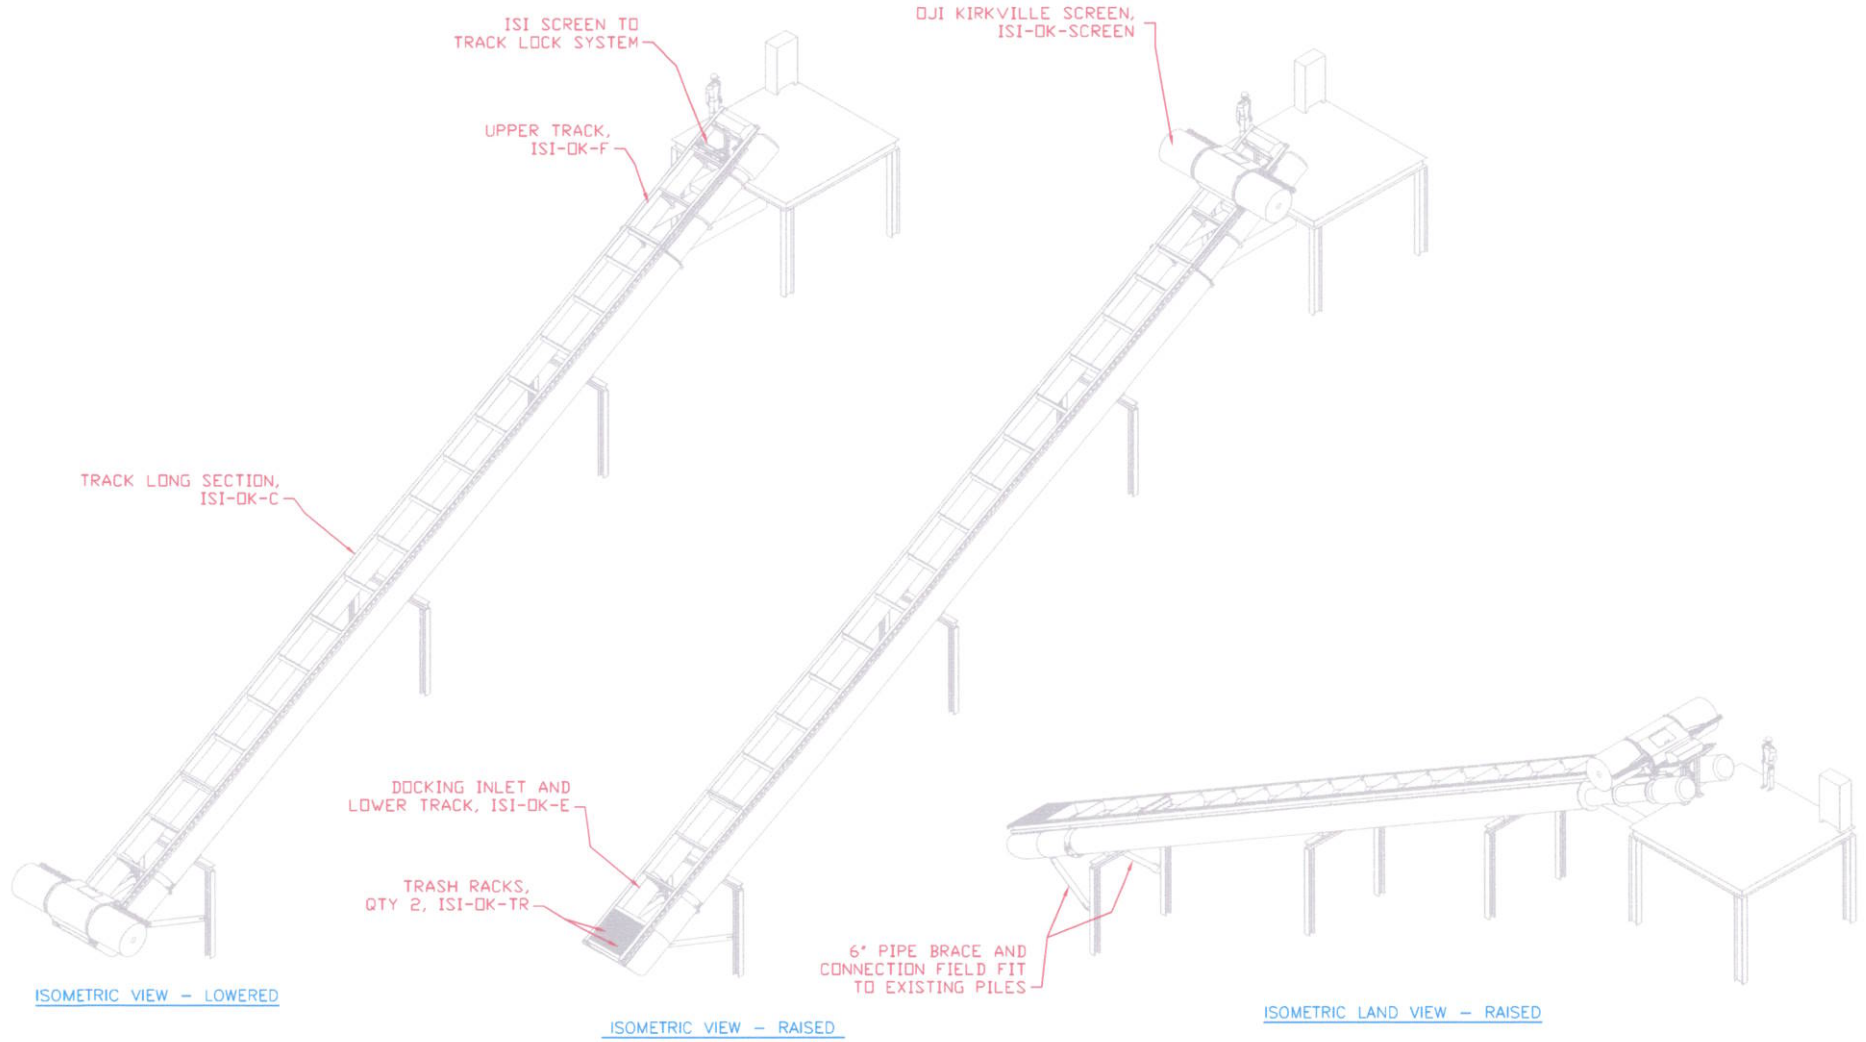 ISI SCREEN TO
TRACK LOCK SYSTEM
UPPER TRACK,
ISI-OK-F
TRACK LONG SECTION,
ISI-OK-C
ISOMETRIC VIEW - LOWERED
OJI KIRKVILLE SCREEN,
ISI-OK-SCREEN
DOCKING INLET AND
LOWER TRACK, ISI-OK-E
TRASH RACKS,
QTY 2, ISI-OK-TR
ISOMETRIC VIEW - RAISED
6" PIPE BRACE AND
CONNECTION FIELD FIT
TO EXISTING PILES
ISOMETRIC LAND VIEW - RAISED